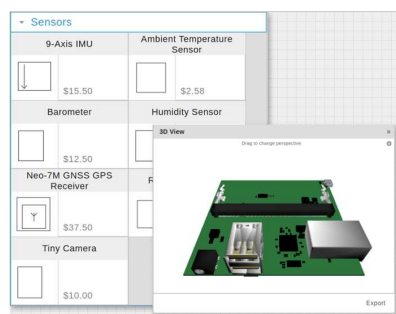 Sensors
9-Axis IMU
$15.50
Ambient Temperature
Sensor
$2.58
Barometer
$12.50
Humidity Sensor
Neo-7M GNSS GPS
Receiver
$37.50
Tiny Camera
$10.00
3D View
Drag to change perspective
Export